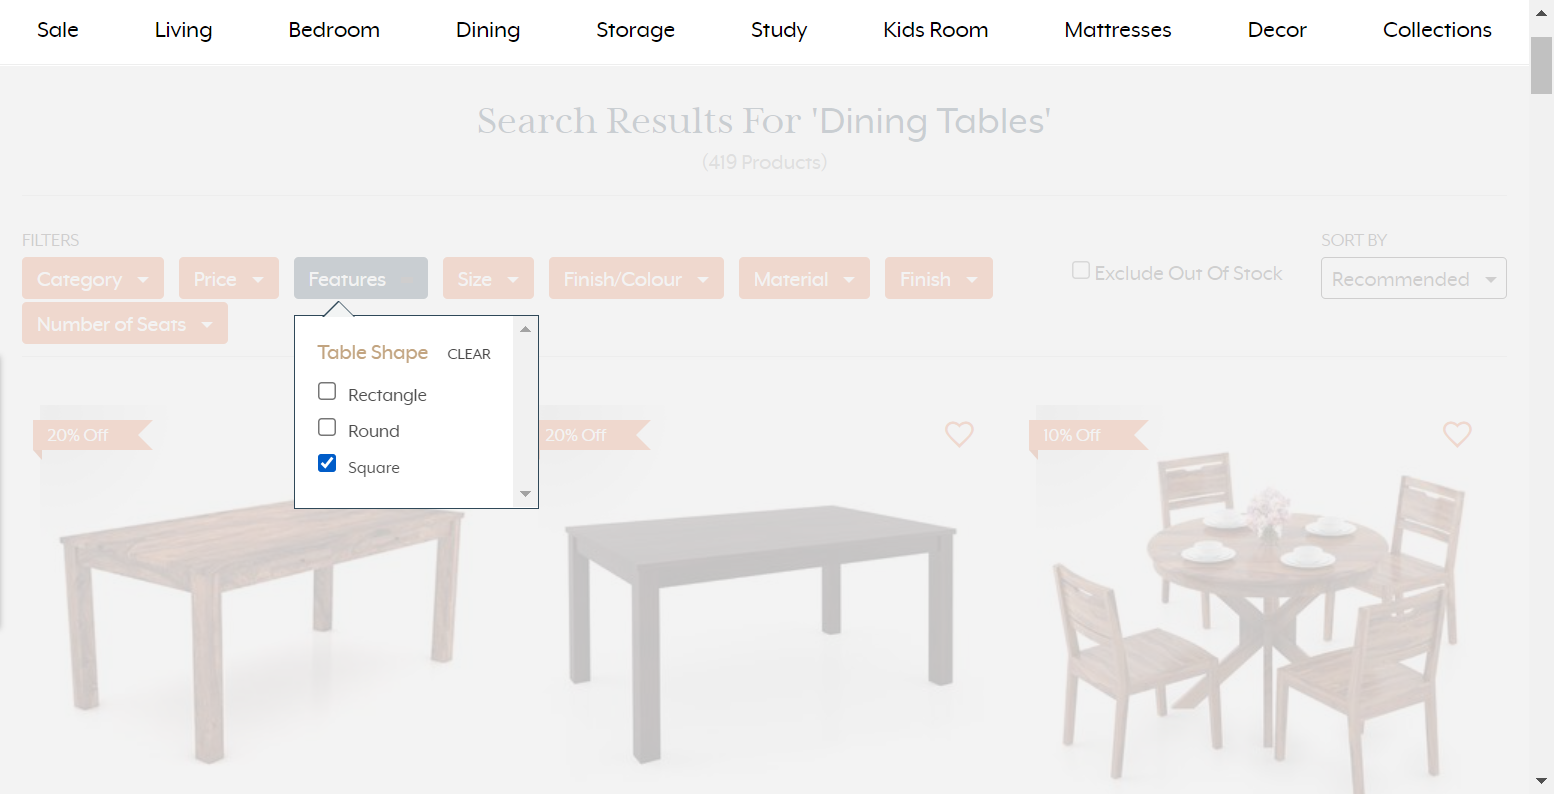 Sale Living Bedroom Dining Storage Study Kids Room Mattresses Decor Collections
Search Results For 'Dining Tables'
(419 Products)
FILTERS
SORT BY
Category Price Features Size Finish/Colour Material Finish
Exclude Out Of Stock
Recommended
Number of Seats
Table Shape CLEAR
Rectangle
Round
Square
20% Off
20% Off
10% Off